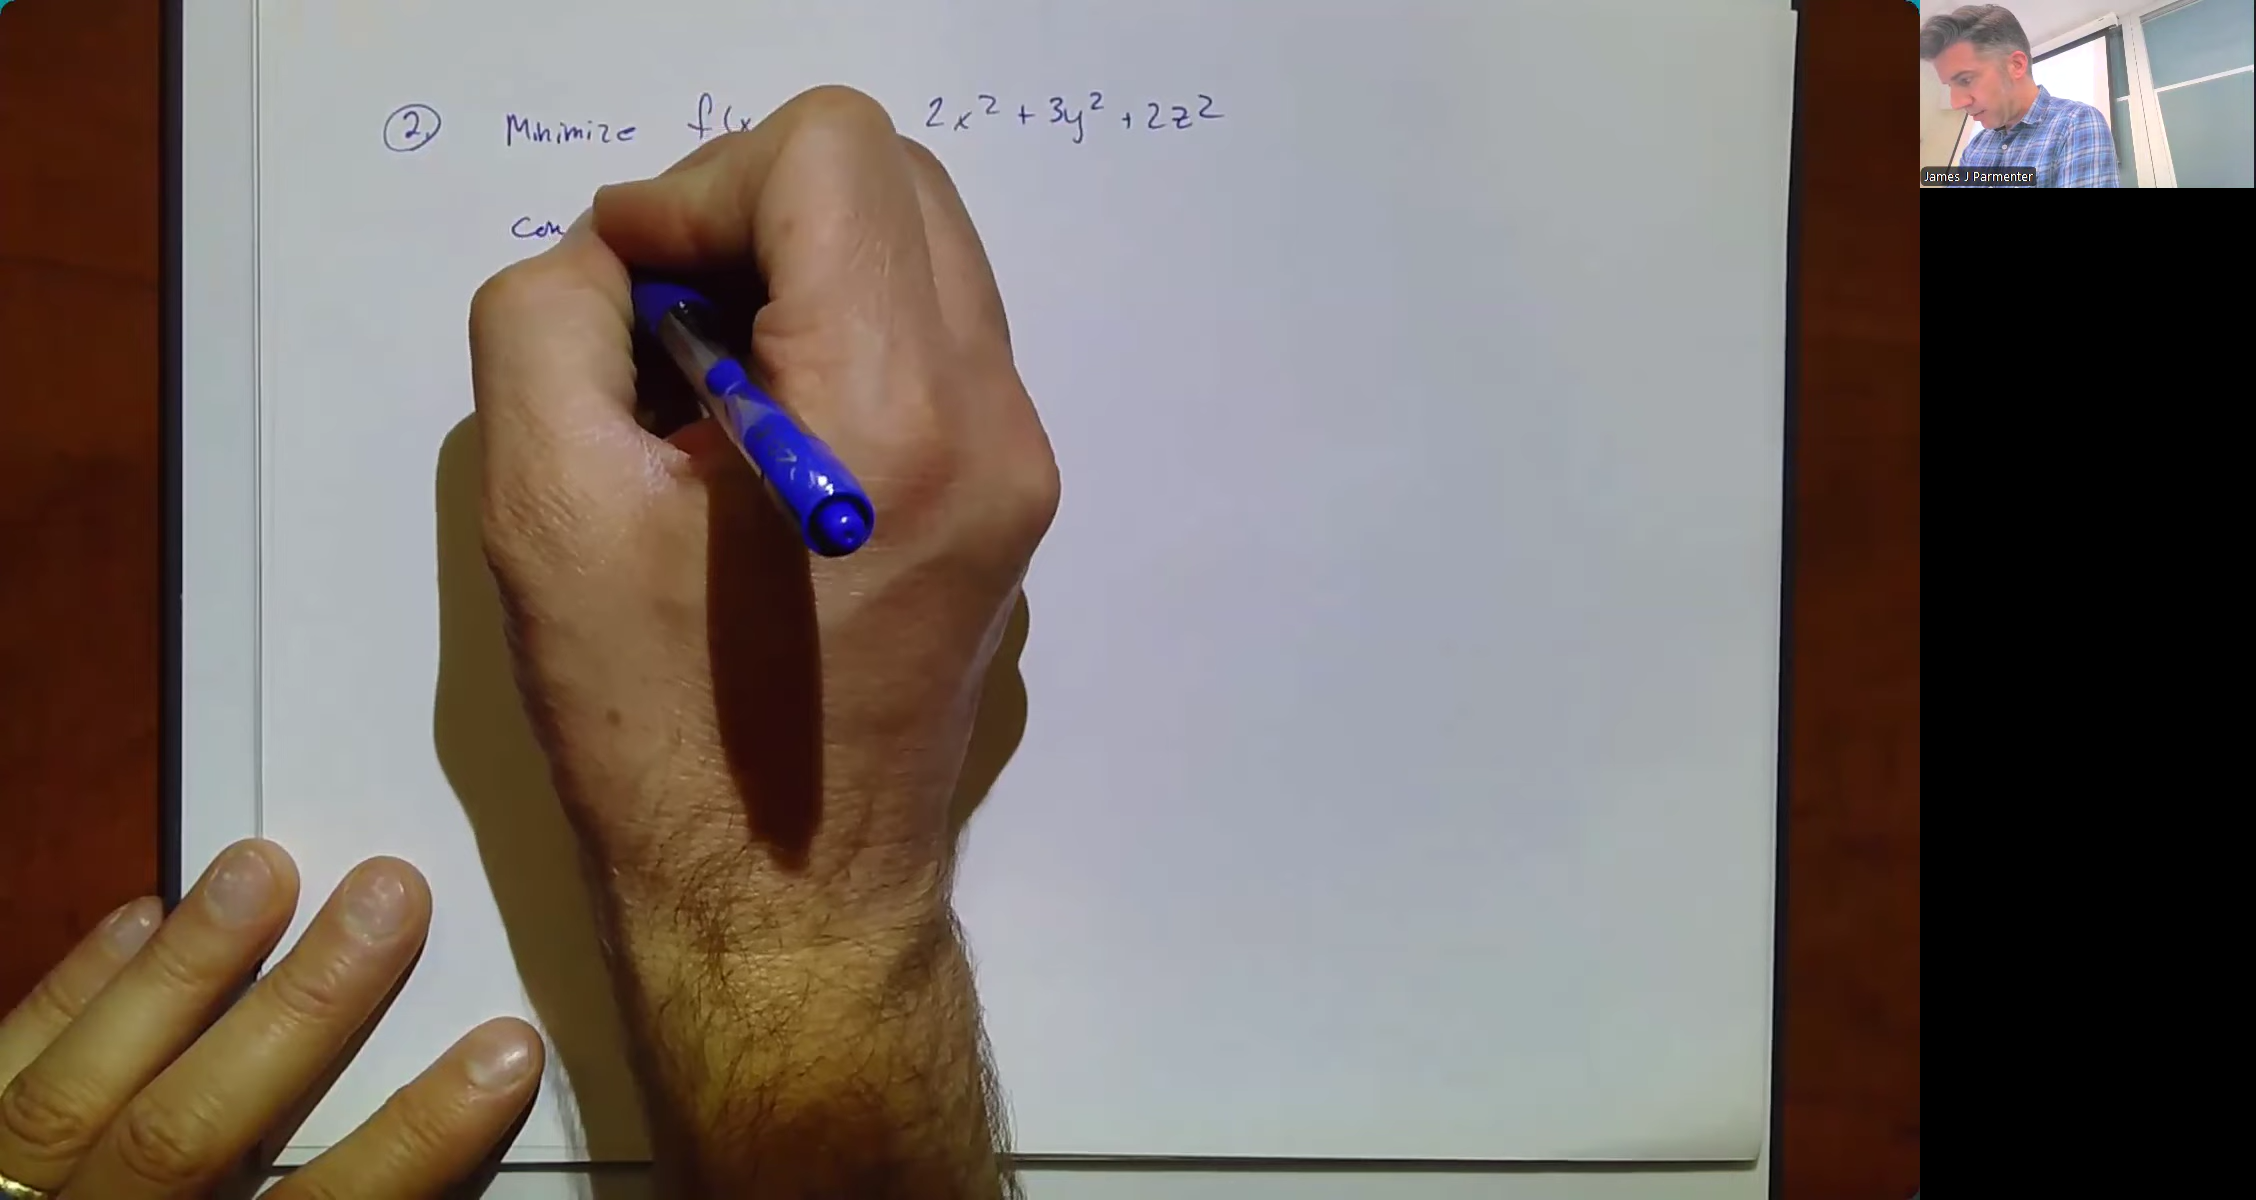 ② Minimize f(x 2x² + 3y² + 2z²
Con
James J Parmenter